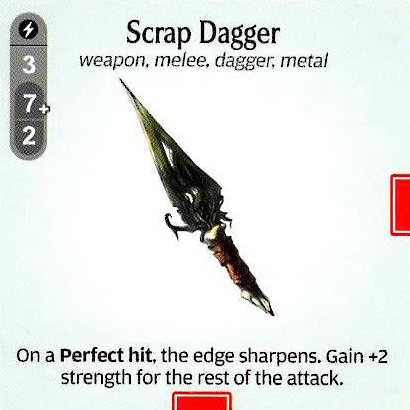 Scrap Dagger
weapon, melee, dagger, metal
3
7+
2
On a Perfect hit, the edge sharpens. Gain +2
strength for the rest of the attack.